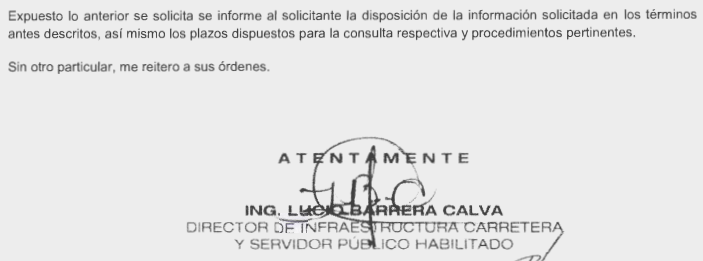 Expuesto lo anterior se solicita se informe al solicitante la disposición de la información solicitada en los términos
antes descritos, así mismo los plazos dispuestos para la consulta respectiva y procedimientos pertinentes.
Sin otro particular, me reitero a sus órdenes.
ATENTAMENTE
ING. LUCIO BARRERA CALVA
DIRECTOR DE INFRAESTRUCTURA CARRETERA
Y SERVIDOR PÚBLICO HABILITADO